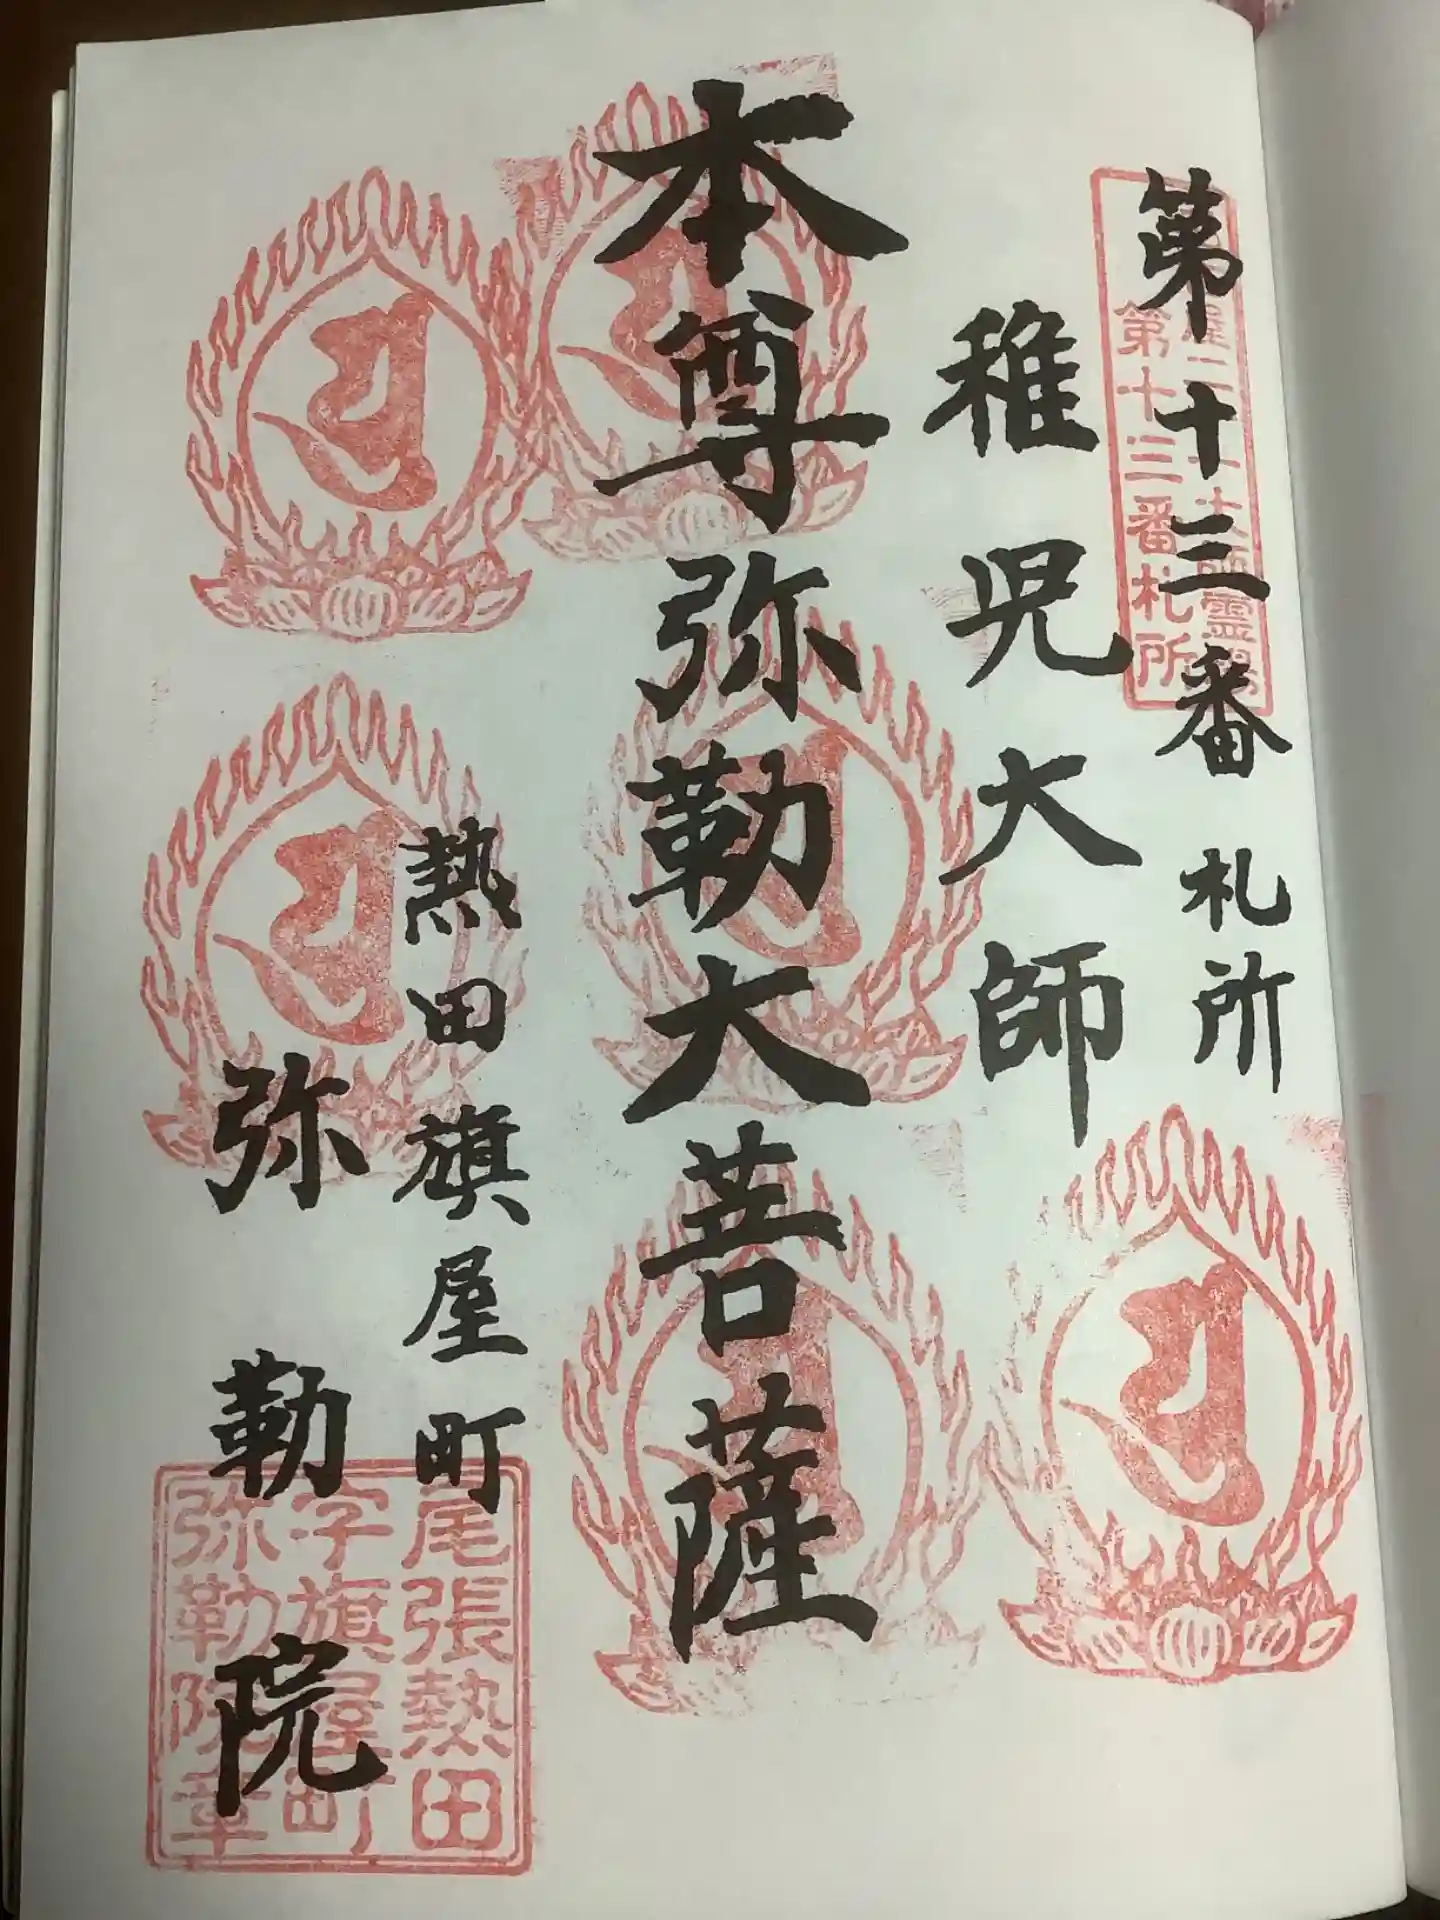 第十三番 札所
第十三番札所
稚児大師
本尊弥勒大菩薩
熱田旗屋町
弥勒院
尾張熱田
字旗屋町
弥勒院章